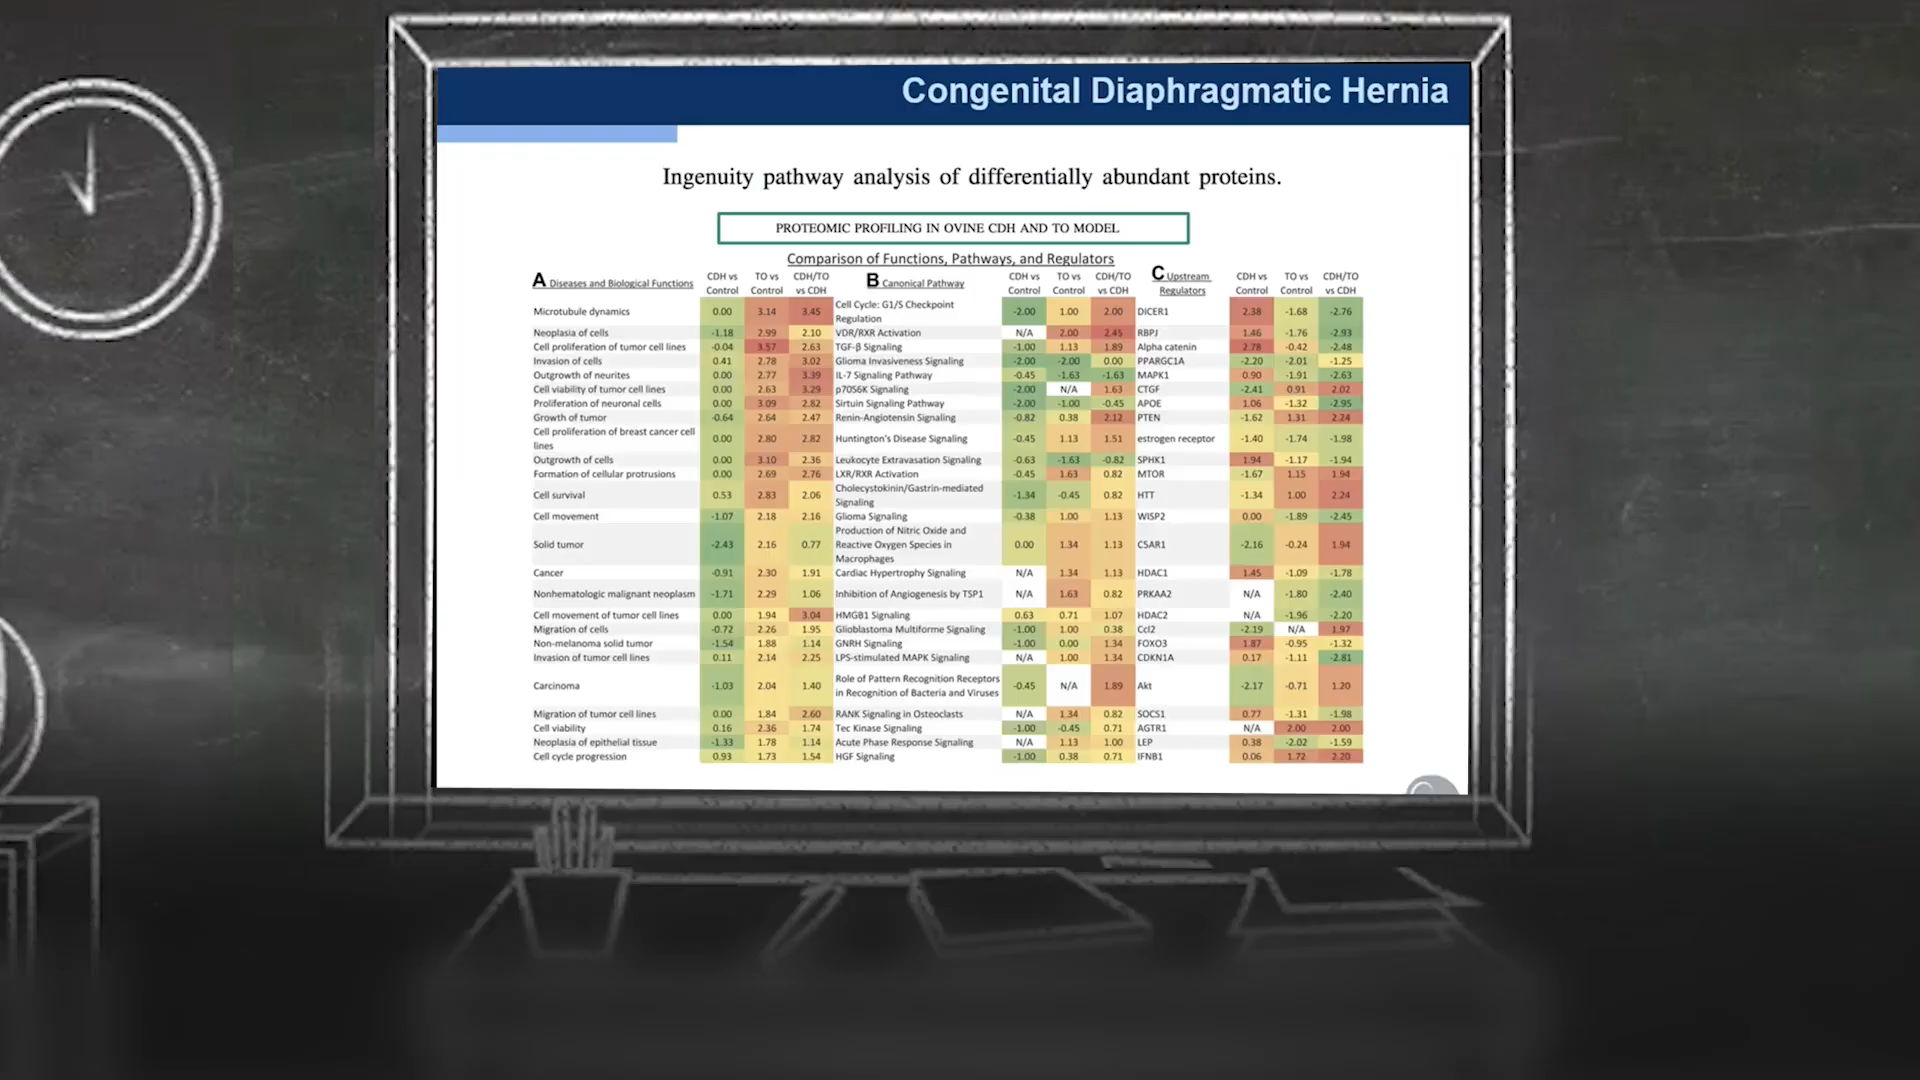 Congenital Diaphragmatic Hernia
Ingenuity pathway analysis of differentially abundant proteins.
PROTEOMIC PROFILING IN OVINE CDH AND TO MODEL
Comparison of Functions, Pathways, and Regulators
A Diseases and Biological Functions CDH vs Control TO vs Control CDH/TO vs CDH
Microtubule dynamics 0.00 3.14 3.45
Neoplasia of cells -1.18 2.99 2.10
Cell proliferation of tumor cell lines -0.04 3.57 2.63
Invasion of cells 0.41 2.78 3.02
Outgrowth of neurites 0.00 2.77 3.39
Cell viability of tumor cell lines 0.00 2.63 3.29
Proliferation of neuronal cells 0.00 3.09 2.82
Growth of tumor -0.64 2.64 2.47
Cell proliferation of breast cancer cell
lines 0.00 2.80 2.82
Outgrowth of cells 0.00 3.10 2.36
Formation of cellular protrusions 0.00 2.69 2.76
Cell survival 0.53 2.83 2.06
Cell movement -1.07 2.18 2.16
Solid tumor -2.43 2.16 0.77
Cancer -0.91 2.30 1.91
Nonhematologic malignant neoplasm -1.71 2.29 1.06
Cell movement of tumor cell lines 0.00 1.94 3.04
Migration of cells -0.72 2.26 1.95
Non-melanoma solid tumor -1.54 1.88 1.14
Invasion of tumor cell lines 0.11 2.14 2.25
Carcinoma -1.03 2.04 1.40
Migration of tumor cell lines 0.00 1.84 2.60
Cell viability 0.16 2.36 1.74
Neoplasia of epithelial tissue -1.33 1.78 1.14
Cell cycle progression 0.93 1.73 1.54
B Canonical Pathway CDH vs Control TO vs Control CDH/TO vs CDH
Cell Cycle: G1/S Checkpoint
Regulation -2.00 1.00 2.00
VDR/RXR Activation N/A 2.00 2.45
TGF-β Signaling -1.00 1.13 1.89
Glioma Invasiveness Signaling -2.00 -2.00 0.00
IL-7 Signaling Pathway -0.45 -1.63 -1.63
p70S6K Signaling -2.00 N/A 1.63
Sirtuin Signaling Pathway -2.00 -1.00 -0.45
Renin-Angiotensin Signaling -0.82 0.38 2.12
Huntington's Disease Signaling -0.45 1.13 1.51
Leukocyte Extravasation Signaling -0.63 -1.63 -0.82
LXR/RXR Activation -0.45 1.63 0.82
Cholecystokinin/Gastrin-mediated
Signaling -1.34 -0.45 0.82
Glioma Signaling -0.38 1.00 1.13
Production of Nitric Oxide and
Reactive Oxygen Species in
Macrophages 0.00 1.34 1.13
Cardiac Hypertrophy Signaling N/A 1.34 1.13
Inhibition of Angiogenesis by TSP1 N/A 1.63 0.82
HMGB1 Signaling 0.63 0.71 1.07
Glioblastoma Multiforme Signaling -1.00 1.00 0.38
GNRH Signaling -1.00 0.00 1.34
LPS-stimulated MAPK Signaling N/A 1.00 1.34
Role of Pattern Recognition Receptors
in Recognition of Bacteria and Viruses -0.45 N/A 1.89
RANK Signaling in Osteoclasts N/A 1.34 0.82
Tec Kinase Signaling -1.00 -0.45 0.71
Acute Phase Response Signaling N/A 1.13 1.00
HGF Signaling -1.00 0.38 0.71
C Upstream Regulators CDH vs Control TO vs Control CDH/TO vs CDH
DICER1 2.38 -1.68 -2.76
RBPJ 1.46 -1.76 -2.93
Alpha catenin 2.78 -0.42 -2.48
PPARGC1A -2.20 -2.01 -1.25
MAPK1 0.90 -1.91 -2.63
CTGF -2.41 0.91 2.02
APOE 1.06 -1.32 -2.95
PTEN -1.62 1.31 2.24
estrogen receptor -1.40 -1.74 -1.98
SPHK1 1.94 -1.17 -1.94
MTOR -1.67 1.15 1.94
HTT -1.34 1.00 2.24
WISP2 0.00 -1.89 -2.45
C5AR1 -2.16 -0.24 1.94
HDAC1 1.45 -1.09 -1.78
PRKAA2 N/A -1.80 -2.40
HDAC2 N/A -1.96 -2.20
Ccl2 -2.19 N/A 1.97
FOXO3 1.87 -0.95 -1.32
CDKN1A 0.17 -1.11 -2.81
Akt -2.17 -0.71 1.20
SOCS1 0.77 -1.31 -1.98
AGTR1 N/A 2.00 2.00
LEP 0.38 -2.02 -1.59
IFNB1 0.06 1.72 2.20